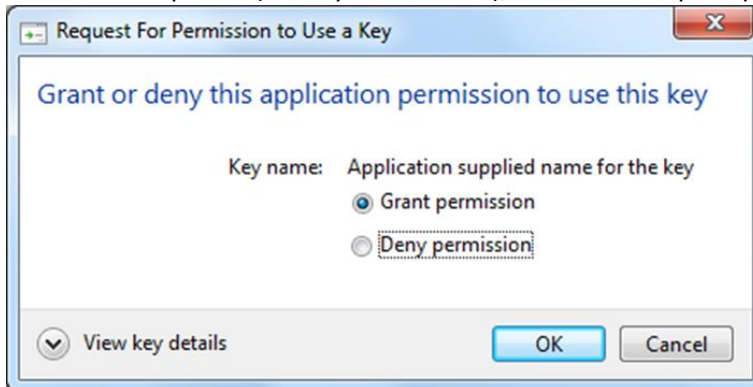 Request For Permission to Use a Key
Grant or deny this application permission to use this key
Key name: Application supplied name for the key
Grant permission
Deny permission
View key details
OK Cancel